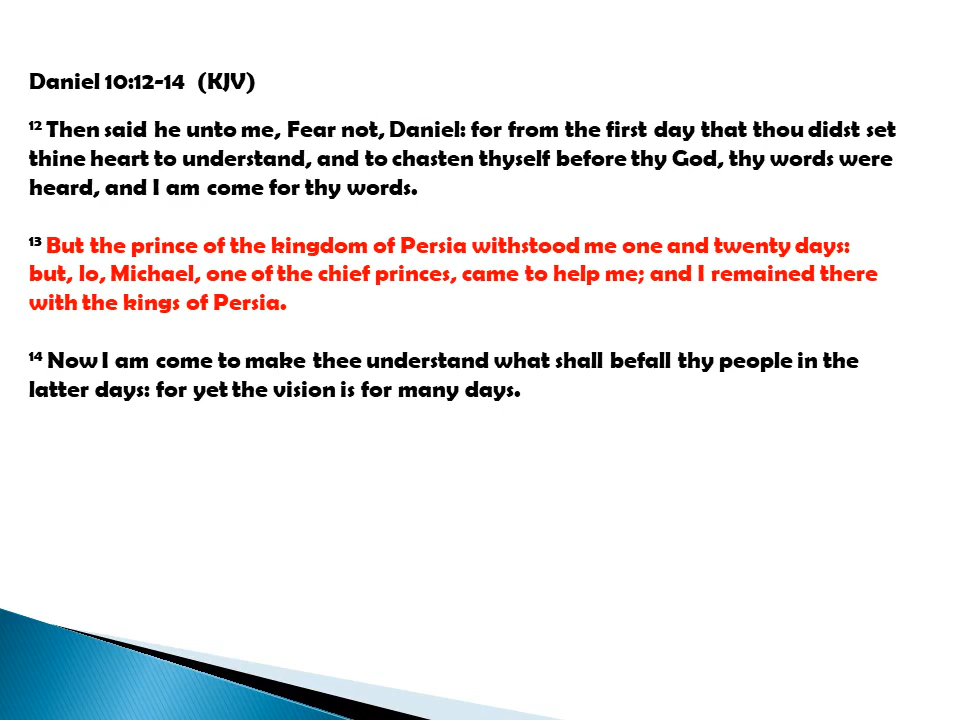 Daniel 10:12-14 (KJV)
12 Then said he unto me, Fear not, Daniel: for from the first day that thou didst set
thine heart to understand, and to chasten thyself before thy God, thy words were
heard, and I am come for thy words.
13 But the prince of the kingdom of Persia withstood me one and twenty days:
but, lo, Michael, one of the chief princes, came to help me; and I remained there
with the kings of Persia.
14 Now I am come to make thee understand what shall befall thy people in the
latter days: for yet the vision is for many days.